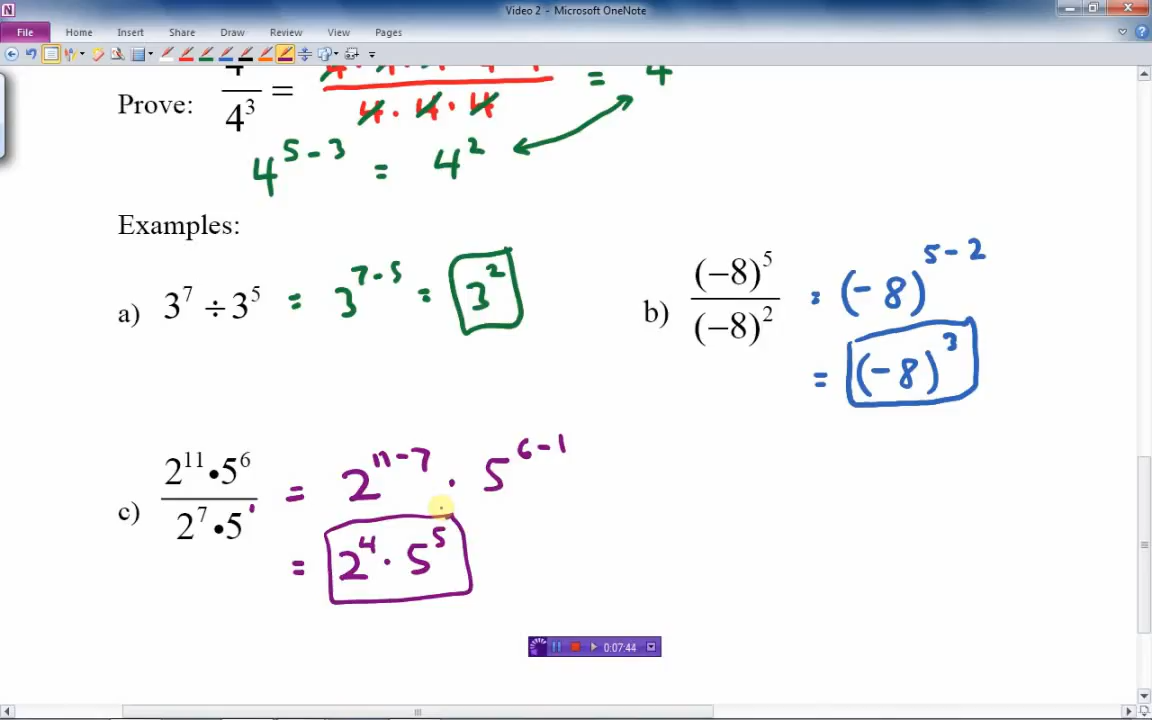 Video 2 - Microsoft OneNote
File Home Insert Share Draw Review View Pages
Prove: 4 / 4^3 = / 4 · 4 · 4 = 4
4^{5-3} = 4^2
Examples:
a) 3^7 ÷ 3^5 = 3^{7-5} = 3^2
b) (-8)^5 / (-8)^2 = (-8)^{5-2}
= (-8)^3
c) 2^{11} • 5^6 / 2^7 • 5^1 = 2^{11-7} · 5^{6-1}
= 2^4 · 5^5
0:07:44